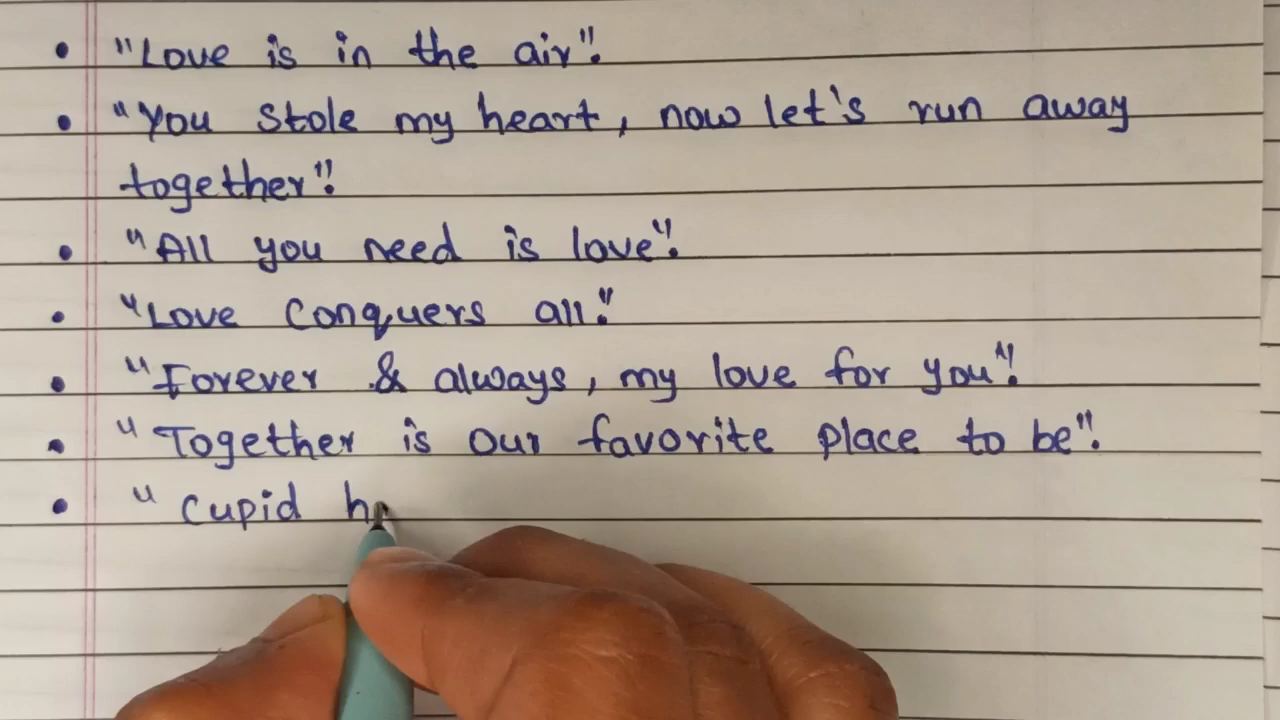 • "Love is in the air".
• "You stole my heart, now let's run away
together".
• "All you need is love".
• "Love conquers all."
• "Forever & always, my love for you".
• "Together is our favorite place to be".
• "Cupid